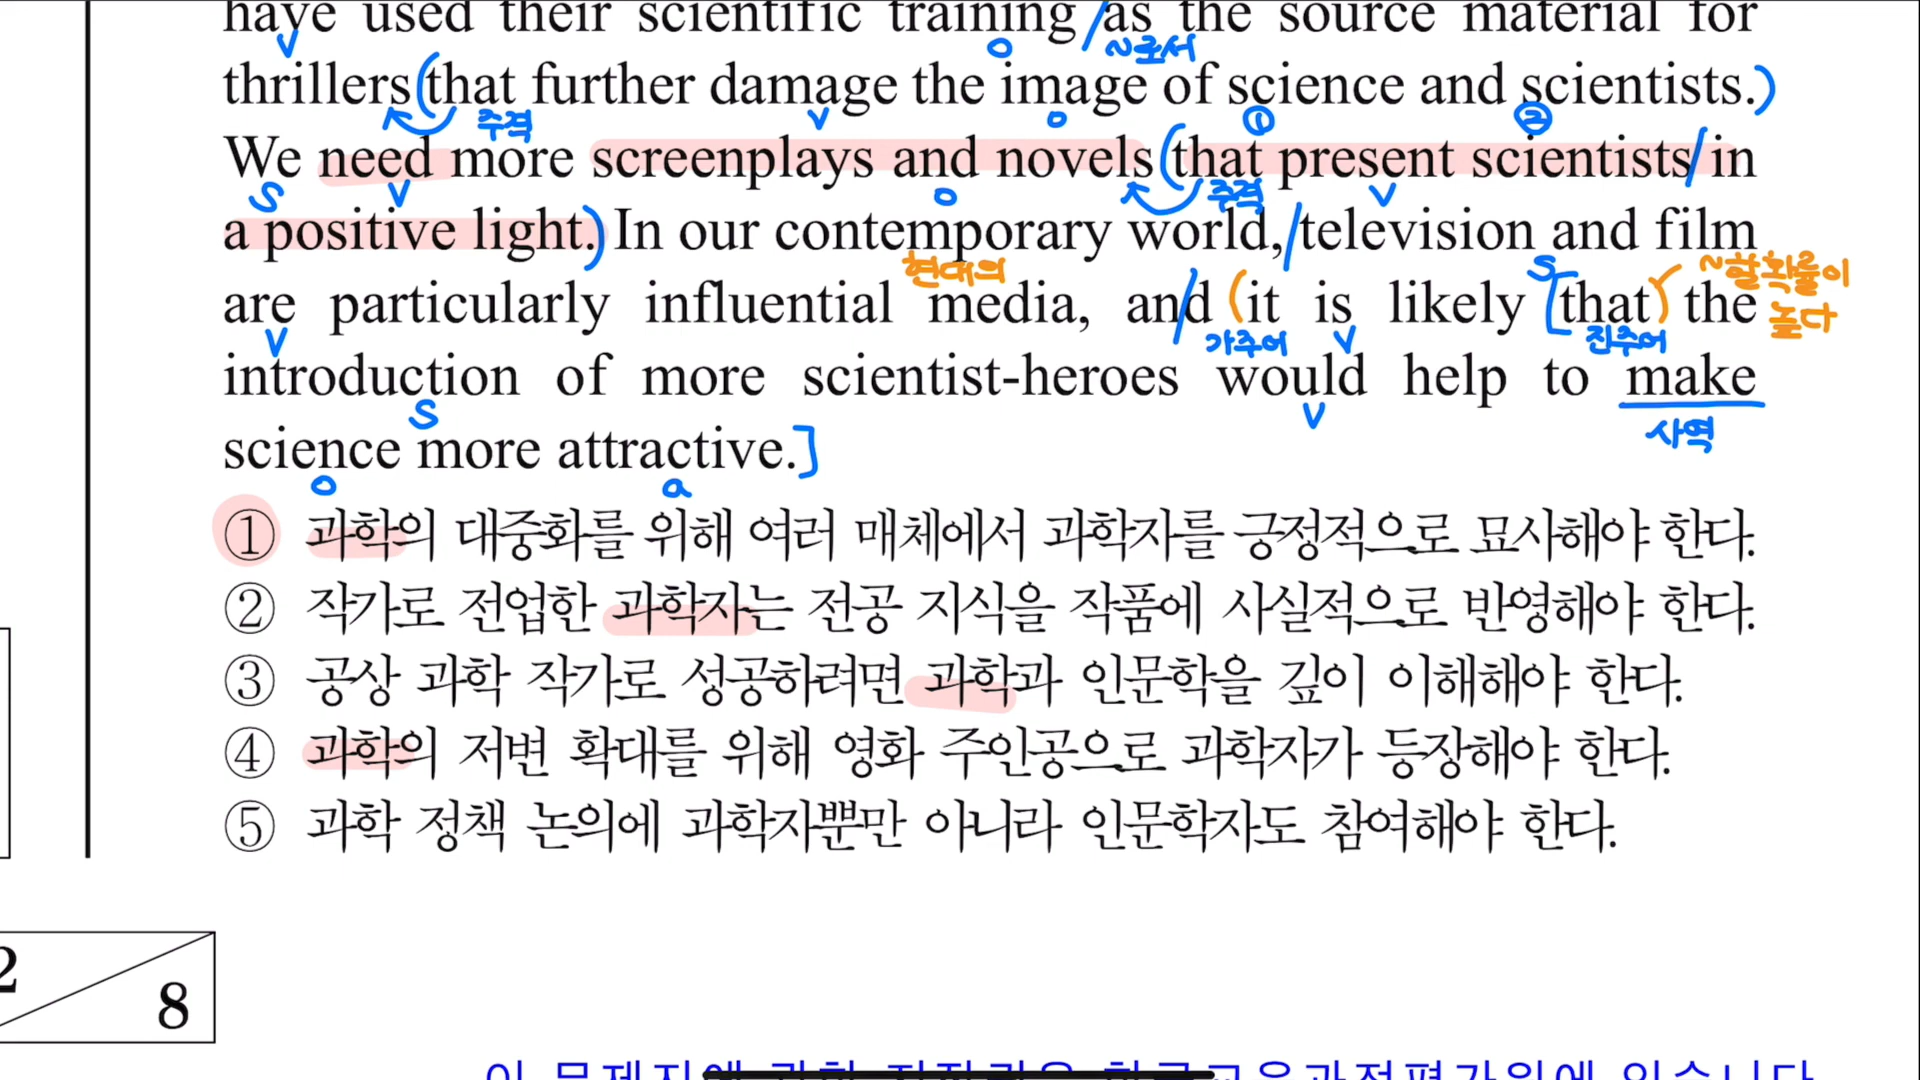 have used their scientific training as the source material for
~로서
thrillers that further damage the image of science and scientists.
주격
We need more screenplays and novels that present scientists in
주격
a positive light. In our contemporary world, television and film
현대의
~할 확률이
높다
are particularly influential media, and it is likely that the
가주어
진주어
introduction of more scientist-heroes would help to make
사역
science more attractive.
① 과학의 대중화를 위해 여러 매체에서 과학자를 긍정적으로 묘사해야 한다.
② 작가로 전업한 과학자는 전공 지식을 작품에 사실적으로 반영해야 한다.
③ 공상 과학 작가로 성공하려면 과학과 인문학을 깊이 이해해야 한다.
④ 과학의 저변 확대를 위해 영화 주인공으로 과학자가 등장해야 한다.
⑤ 과학 정책 논의에 과학자뿐만 아니라 인문학자도 참여해야 한다.
2
8